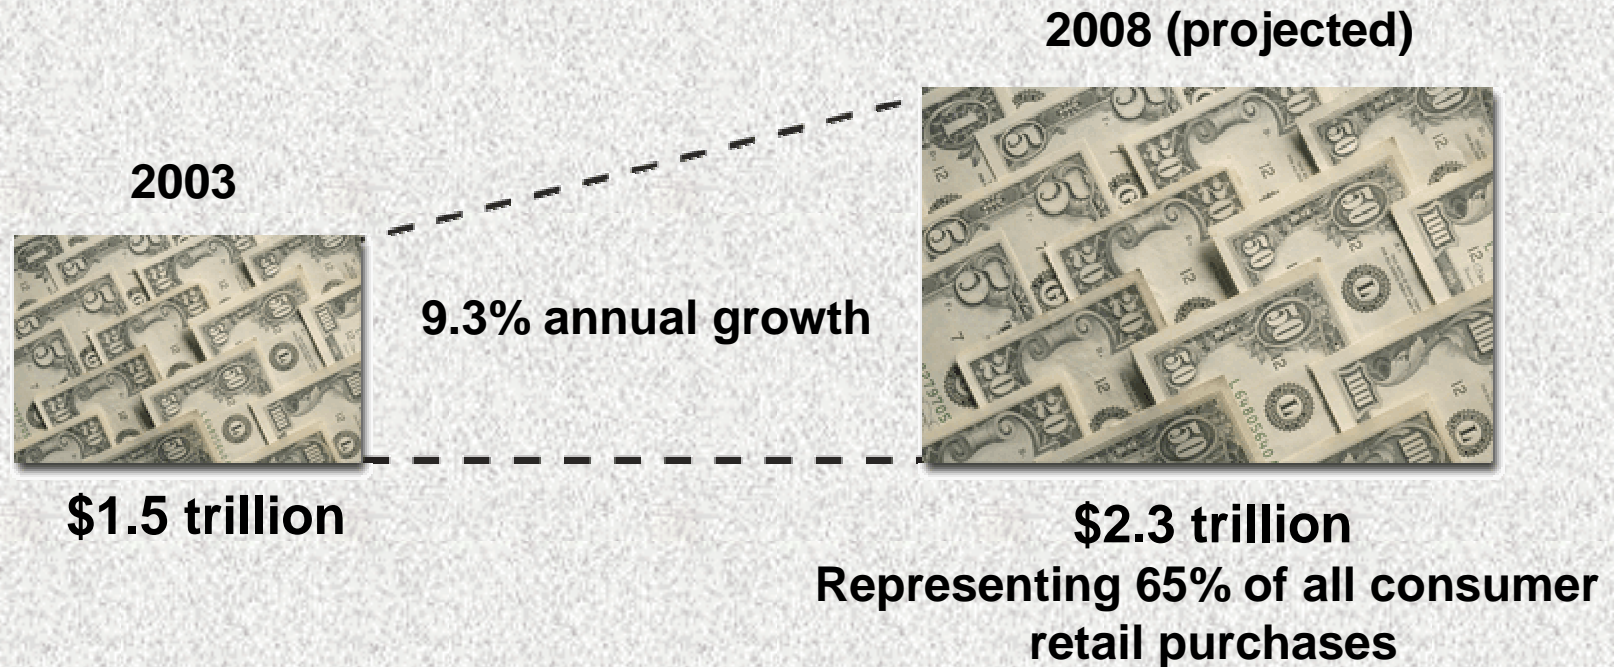 2008 (projected)
2003
9.3% annual growth
$1.5 trillion
$2.3 trillion
Representing 65% of all consumer
retail purchases